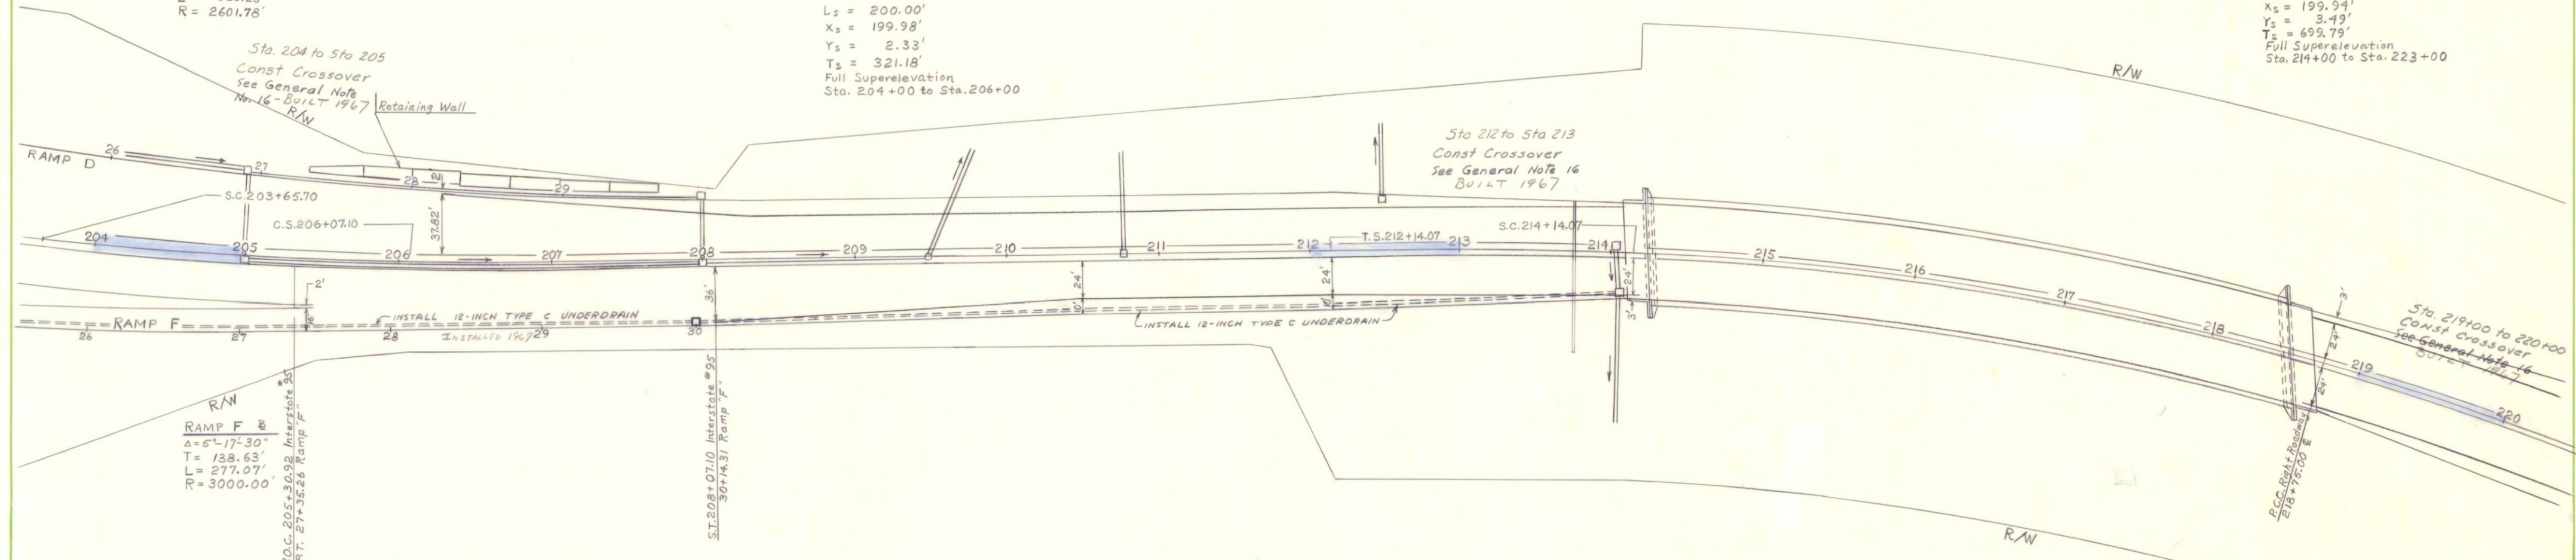 R = 2601.78'
Ls = 200.00'
Xs = 199.98'
Ys = 2.33'
Ts = 321.18'
Full Superelevation
Sta. 204+00 to Sta. 206+00
Xs = 199.94'
Ys = 3.49'
Ts = 699.79'
Full Superelevation
Sta. 214+00 to Sta. 223+00
Sta. 204 to Sta 205
Const. Crossover
See General Note
No. 16 - BUILT 1967
R/W
Retaining Wall
R/W
Sta 212 to Sta 213
Const Crossover
See General Note 16
BUILT 1967
RAMP D
26
27
28
2'
29
S.C. 203+65.70
C.S. 206+07.10
37.82'
T.S. 212+14.07
S.C. 214+14.07
204
205
206
207
208
209
210
211
212
213
214
215
216
217
218
219
220
2'
36'
24'
24'
24'
3'
3'
24'
24'
Sta. 219+00 to 220+00
Const Crossover
See General Note 16
BUILT 1967
RAMP F
INSTALL 12-INCH TYPE C UNDERDRAIN
INSTALL 12-INCH TYPE C UNDERDRAIN
26
27
28
INSTALLED 1967
29
30
R/W
RAMP F ℄
Δ = 5°-17'-30"
T = 138.63'
L = 277.07'
R = 3000.00'
P.O.C. 205+30.92 Interstate #95
P.T. 27+35.26 Ramp "F"
S.T. 208+07.10 Interstate #95
30+14.31 Ramp "F"
P.C.C. Right Roadway ℄
218+75.00
R/W